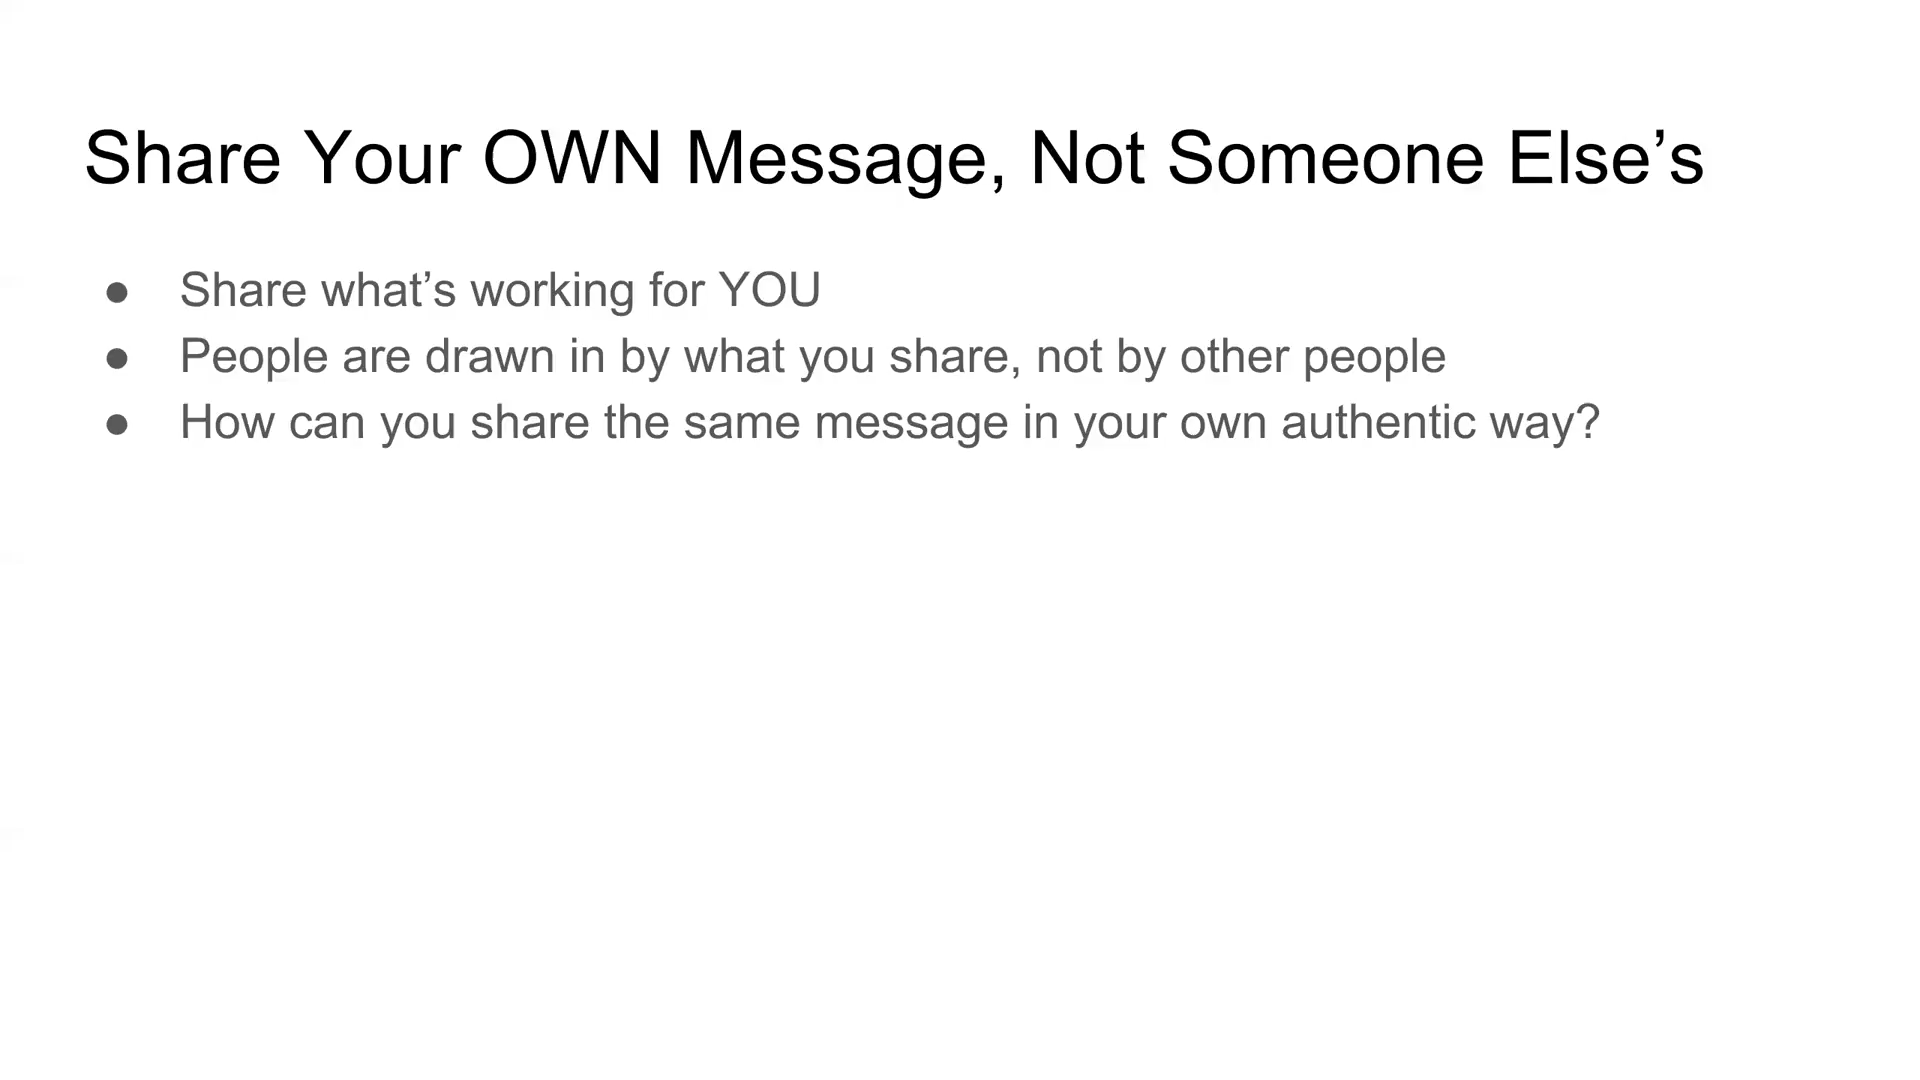 Share Your OWN Message, Not Someone Else’s
● Share what’s working for YOU
● People are drawn in by what you share, not by other people
● How can you share the same message in your own authentic way?